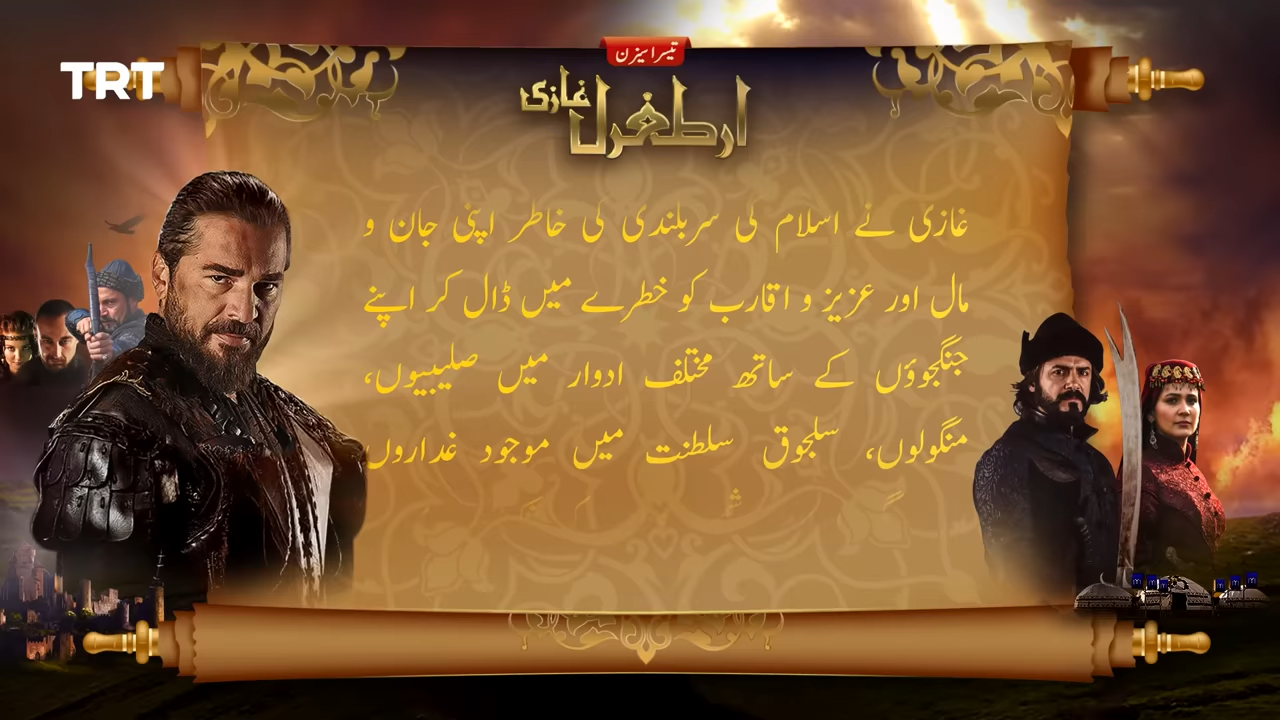 TRT
تیسرا سیزن
ارطغرل غازی
غازی نے اسلام کی سربلندی کی خاطر اپنی جان و
مال اور عزیز و اقارب کو خطرے میں ڈال کر اپنے
جنگجوؤں کے ساتھ مختلف ادوار میں صلیبیوں،
منگولوں، سلجوق سلطنت میں موجود غداروں